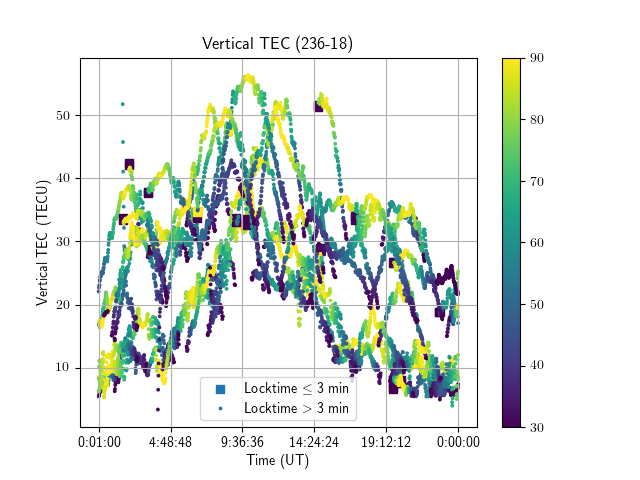 Vertical TEC (236-18)
Vertical TEC (TECU)
50
40
30
20
10
Locktime ≤ 3 min
Locktime > 3 min
0:01:00 4:48:48 9:36:36 14:24:24 19:12:12 0:00:00
Time (UT)
90
80
70
60
50
40
30